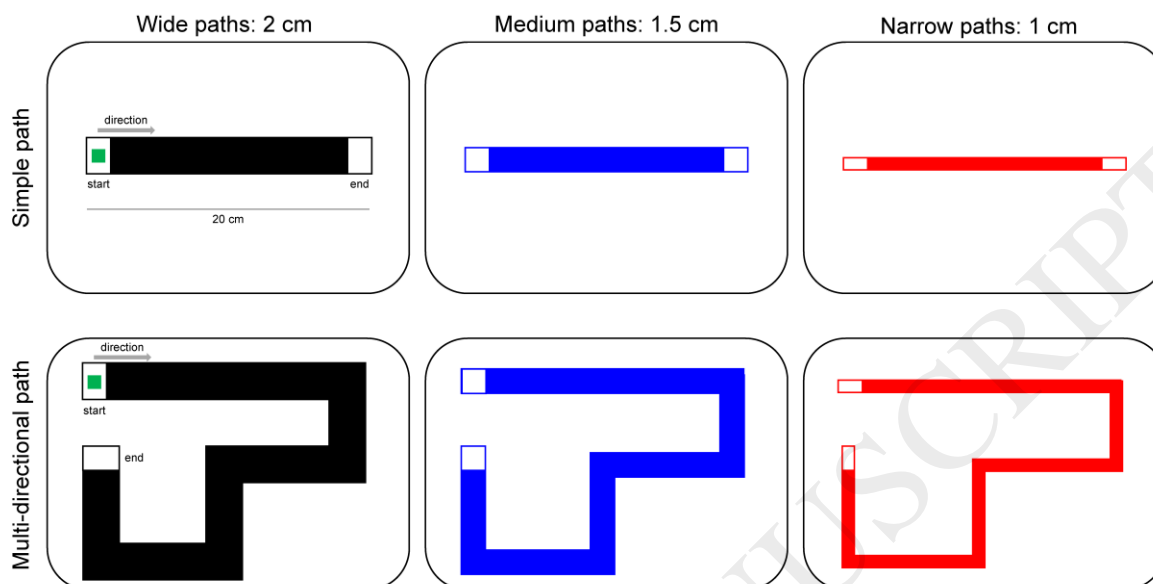 Wide paths: 2 cm
Medium paths: 1.5 cm
Narrow paths: 1 cm
Simple path
direction
start
end
20 cm
Multi-directional path
direction
start
end
USCRIPT